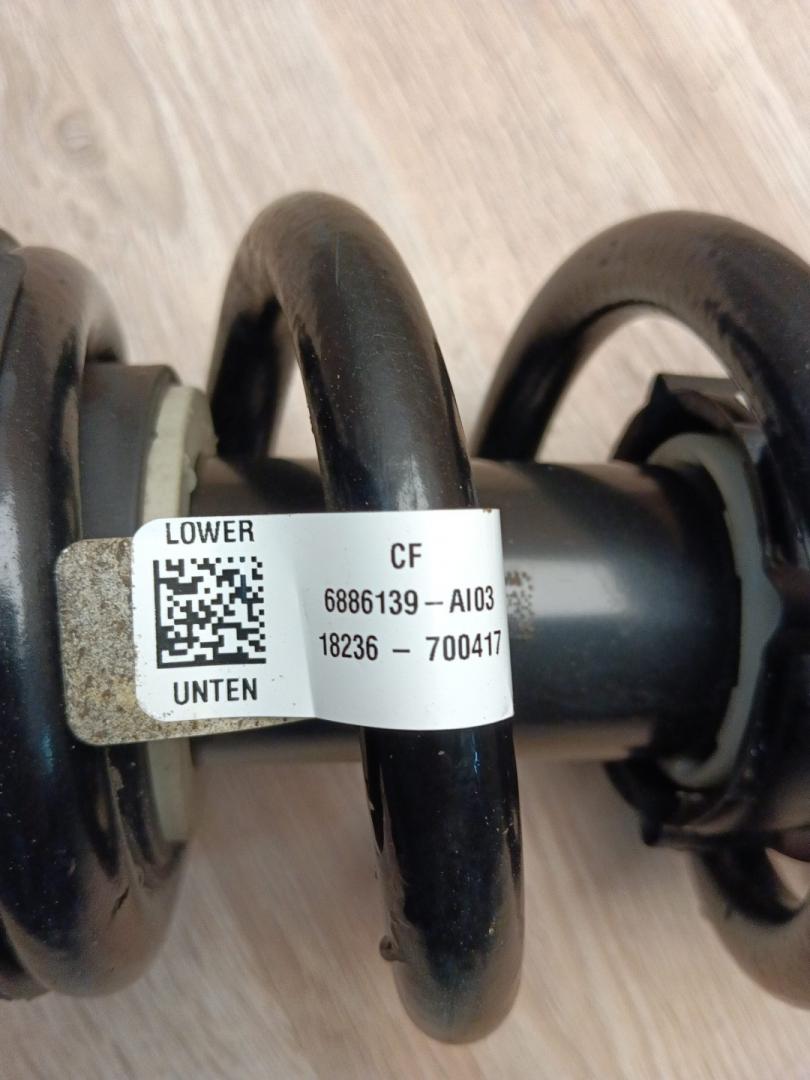 LOWER
UNTEN
CF
6886139-AI03
18236 - 700417